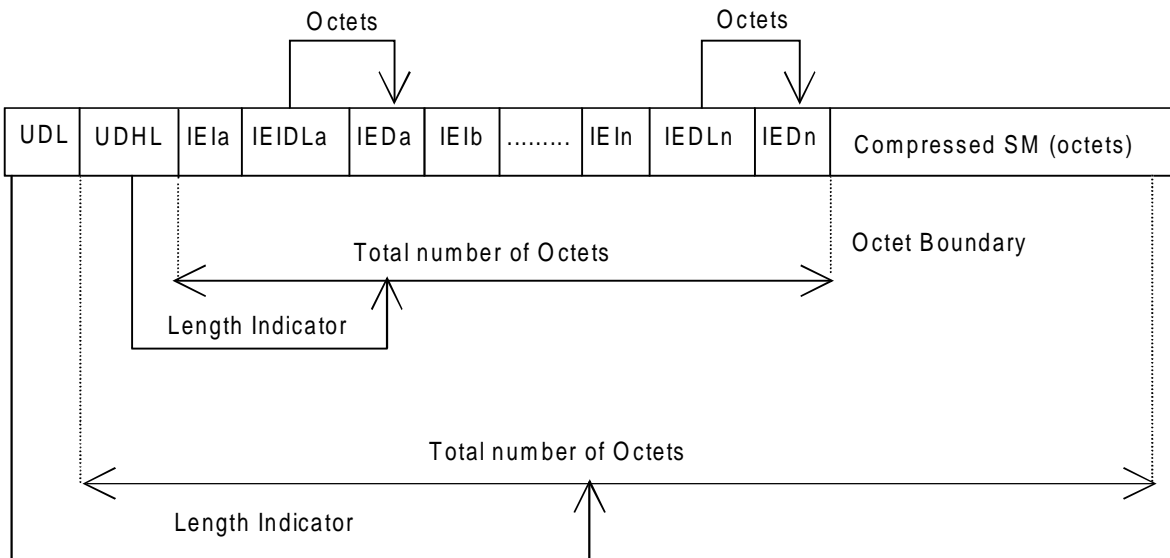 Octets Octets
UDL UDHL IEIa IEIDLa IEDa IEIb ......... IEIn IEDLn IEDn Compressed SM (octets)
Total number of Octets Octet Boundary
Length Indicator
Total number of Octets
Length Indicator